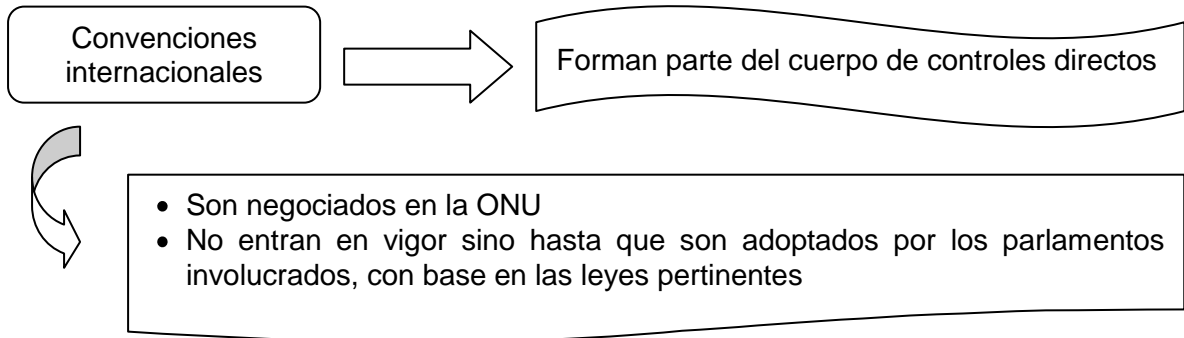 Convenciones
internacionales
Forman parte del cuerpo de controles directos
• Son negociados en la ONU
• No entran en vigor sino hasta que son adoptados por los parlamentos
involucrados, con base en las leyes pertinentes